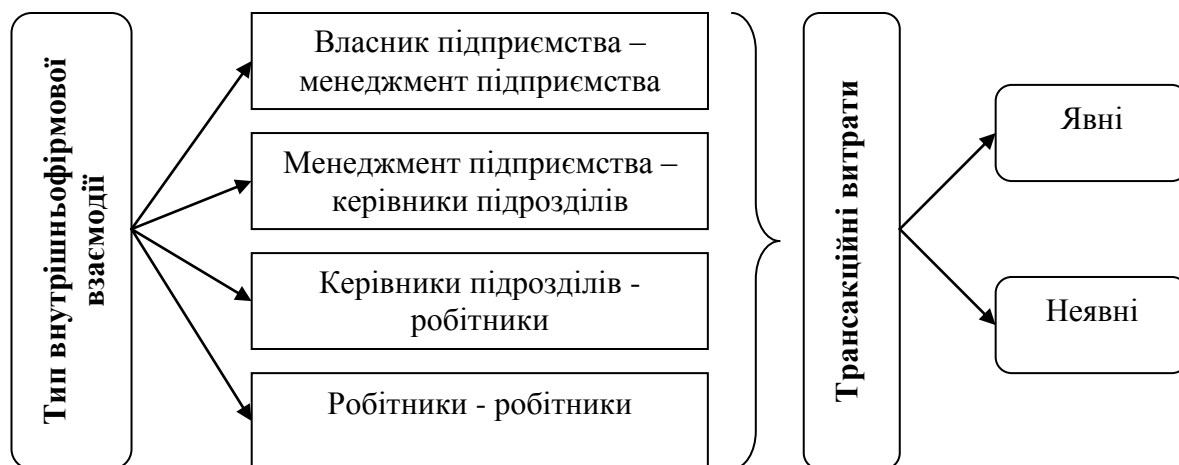 Тип внутрішньофірмової
взаємодії
Власник підприємства –
менеджмент підприємства
Менеджмент підприємства –
керівники підрозділів
Керівники підрозділів -
робітники
Робітники - робітники
Трансакційні витрати
Явні
Неявні